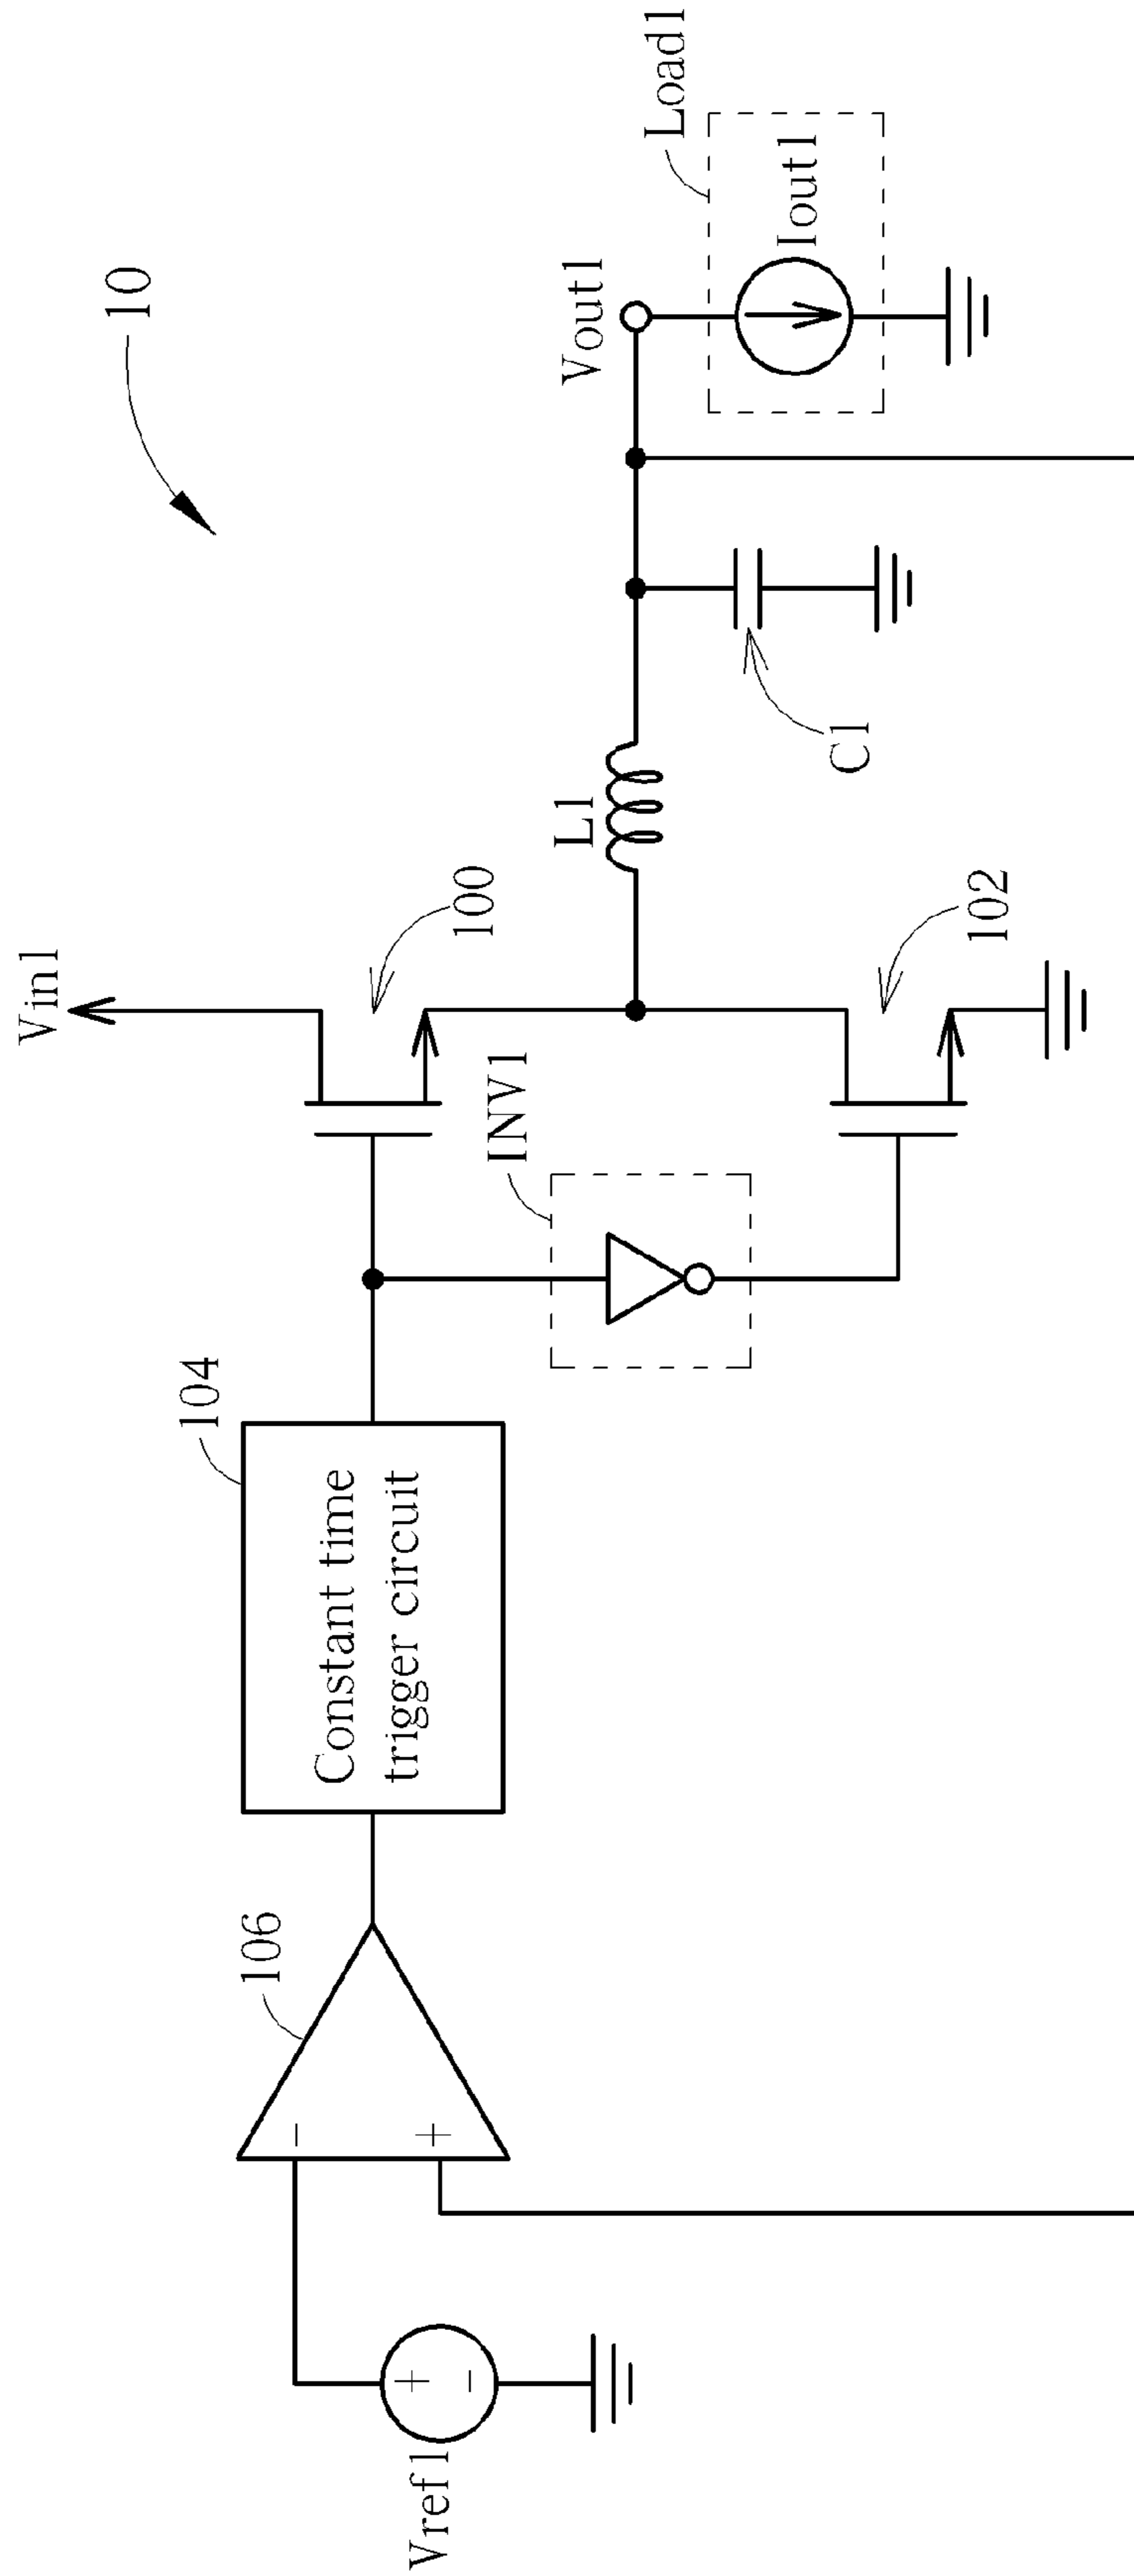 10
Vin1
104
106
Constant time
trigger circuit
100
INV1
L1
Vout1
Load1
Iout1
C1
102
Vref1
-
+
+
-